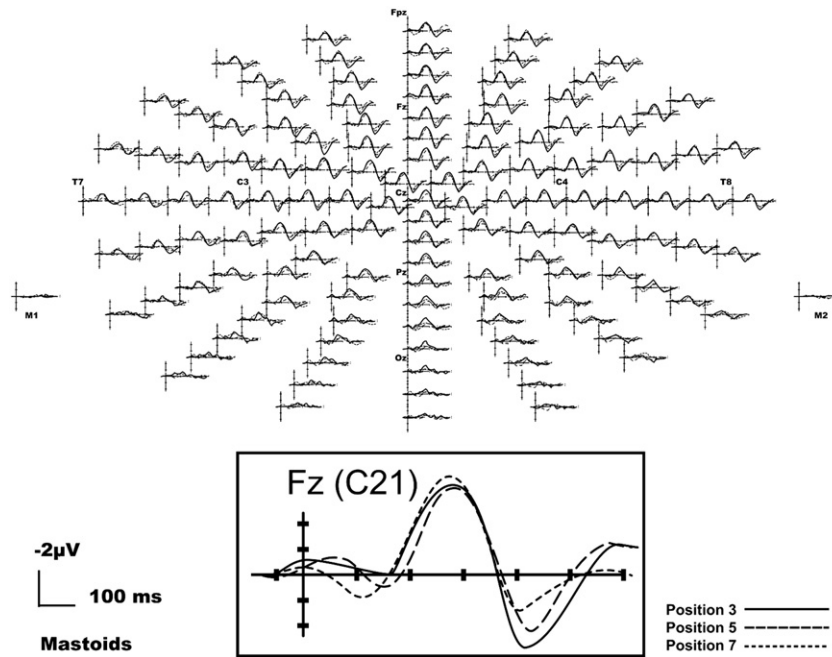 Fpz
Fz
T7
C3
Cz
C4
T8
Pz
M1
M2
Oz
Fz (C21)
-2µV
100 ms
Mastoids
Position 3
Position 5
Position 7